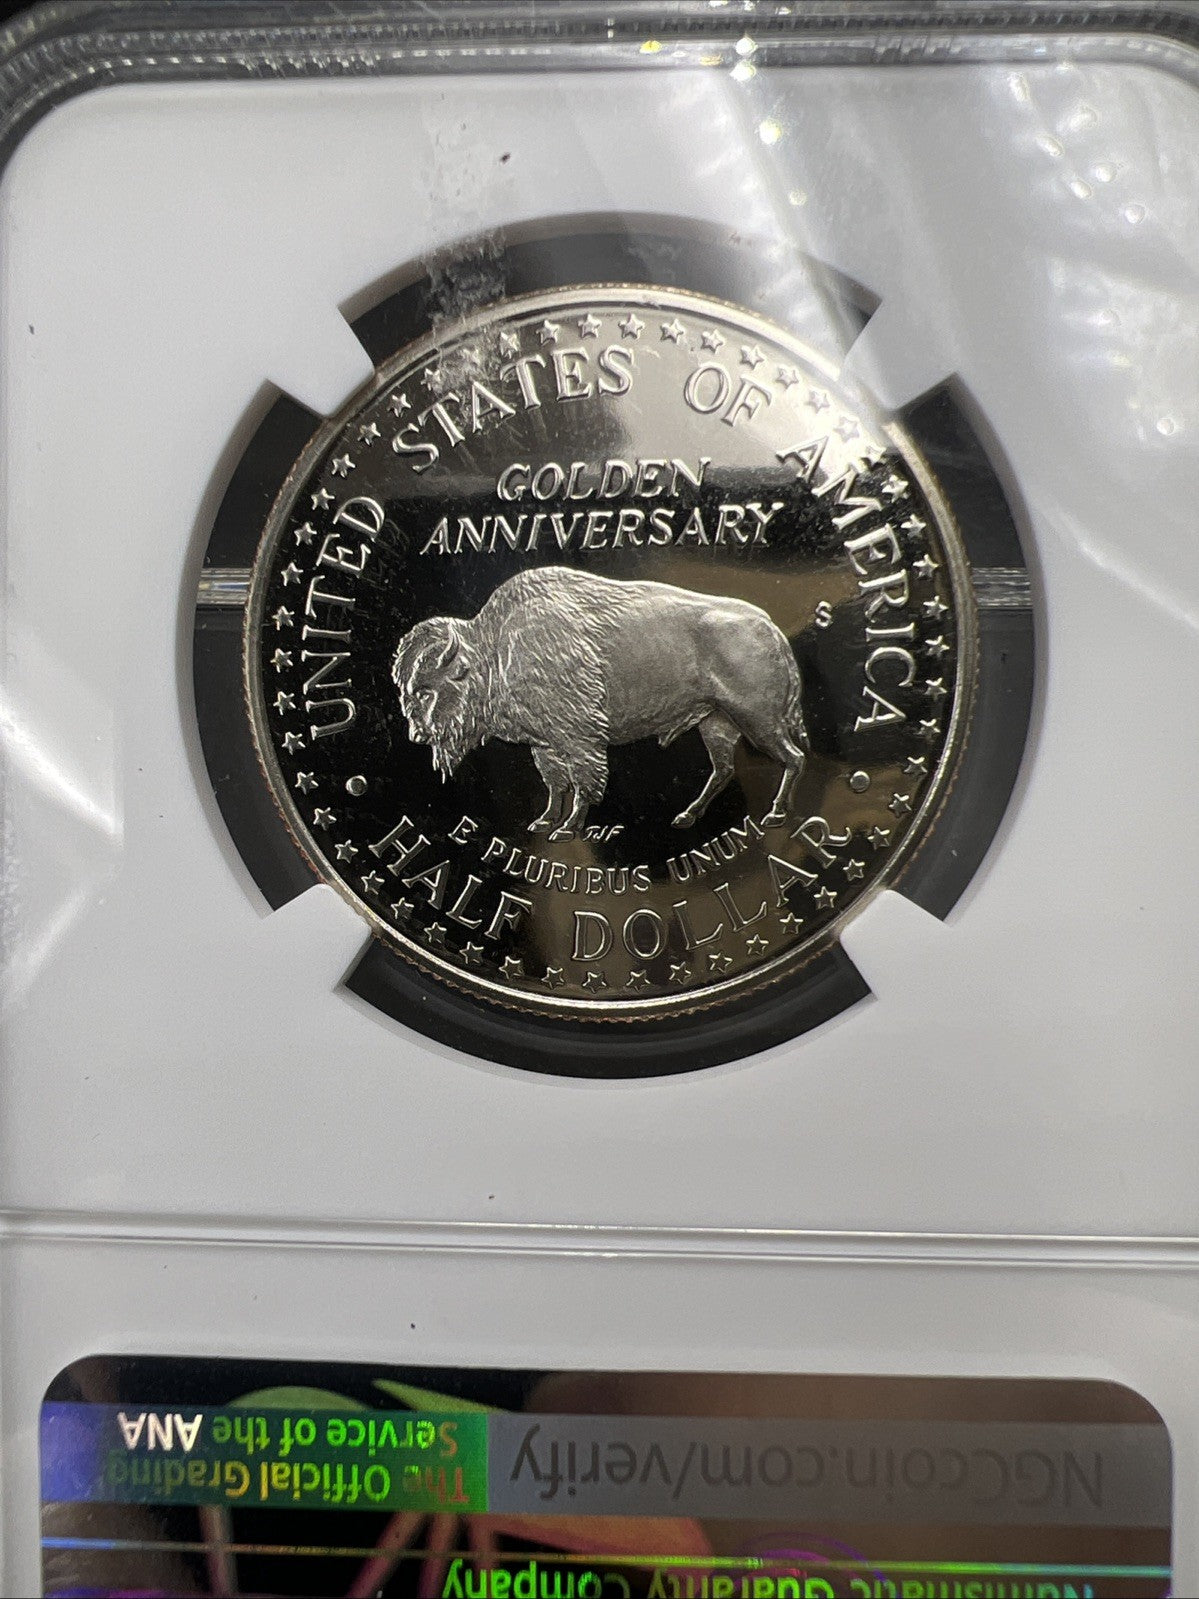 UNITED STATES OF AMERICA
GOLDEN
ANNIVERSARY
S
TJF
E PLURIBUS UNUM
HALF DOLLAR
Numismatic Guaranty Company
NGCcoin.com/verify
The Official Grading
Service of the ANA